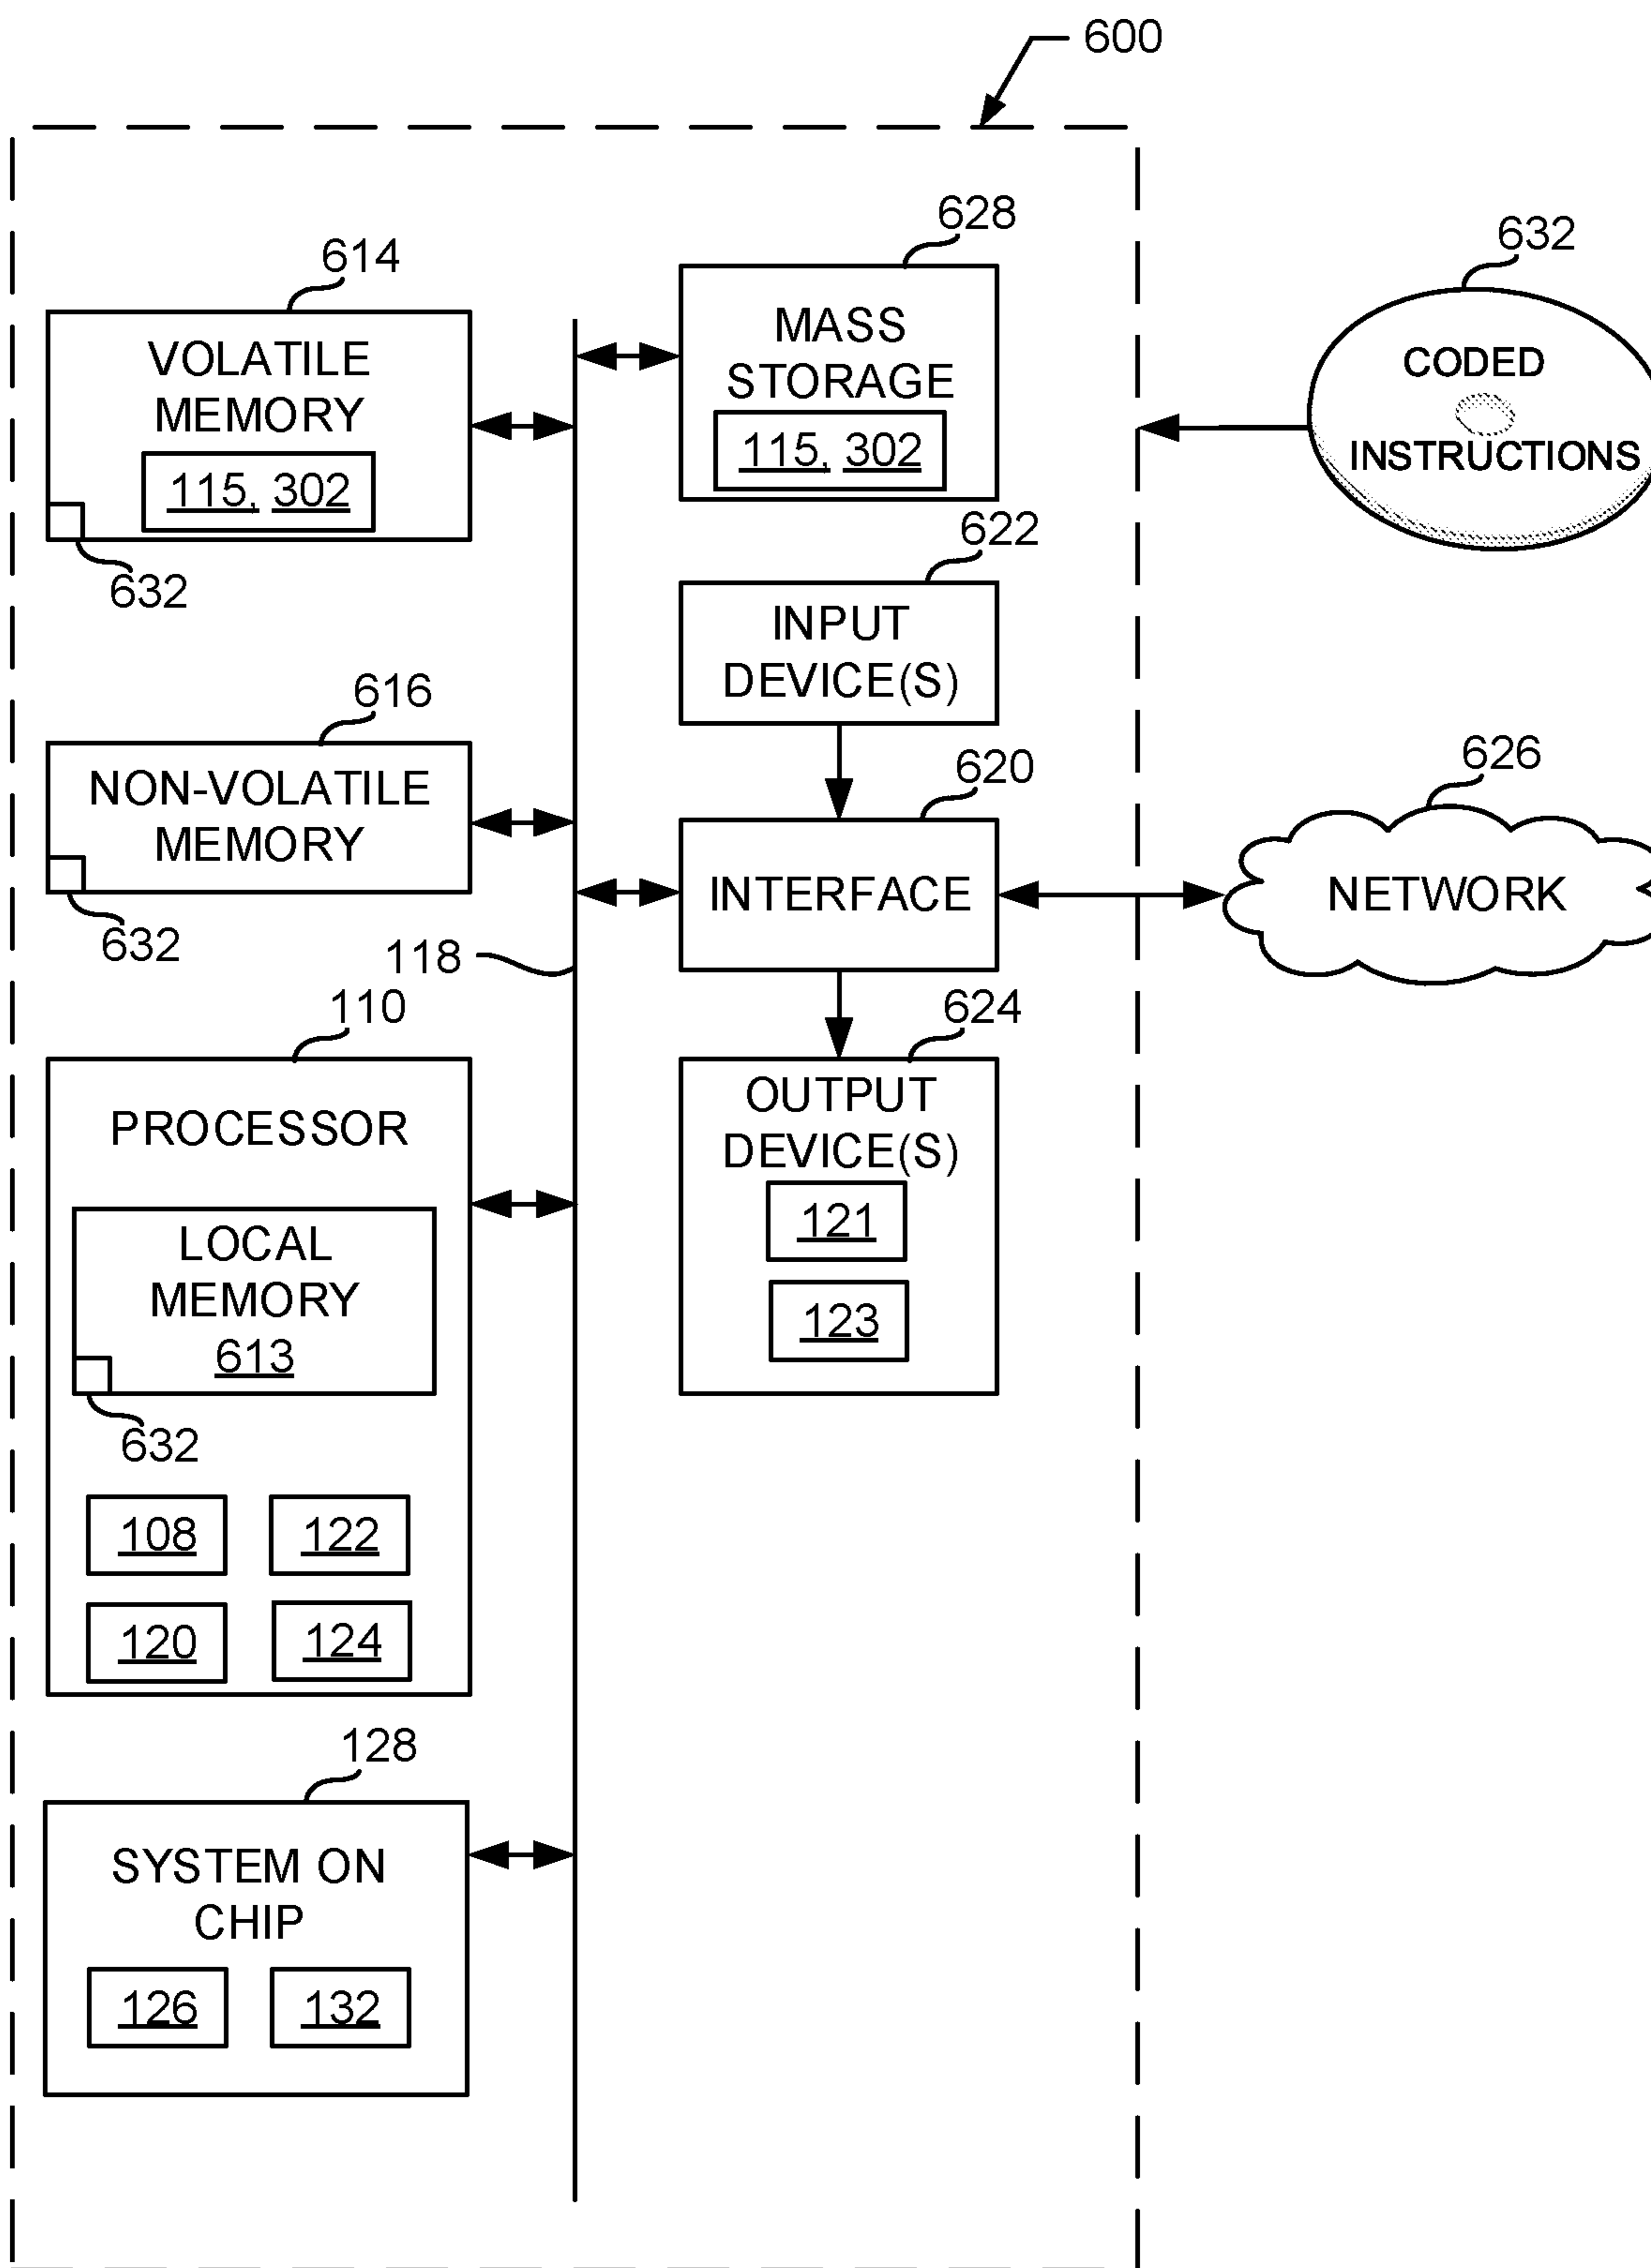 600
628
MASS
STORAGE
115, 302
614
VOLATILE
MEMORY
115, 302
632
632
CODED
INSTRUCTIONS
622
INPUT
DEVICE(S)
616
NON-VOLATILE
MEMORY
632
620
INTERFACE
626
NETWORK
118
110
PROCESSOR
LOCAL
MEMORY
613
632
108
122
120
124
624
OUTPUT
DEVICE(S)
121
123
128
SYSTEM ON
CHIP
126
132